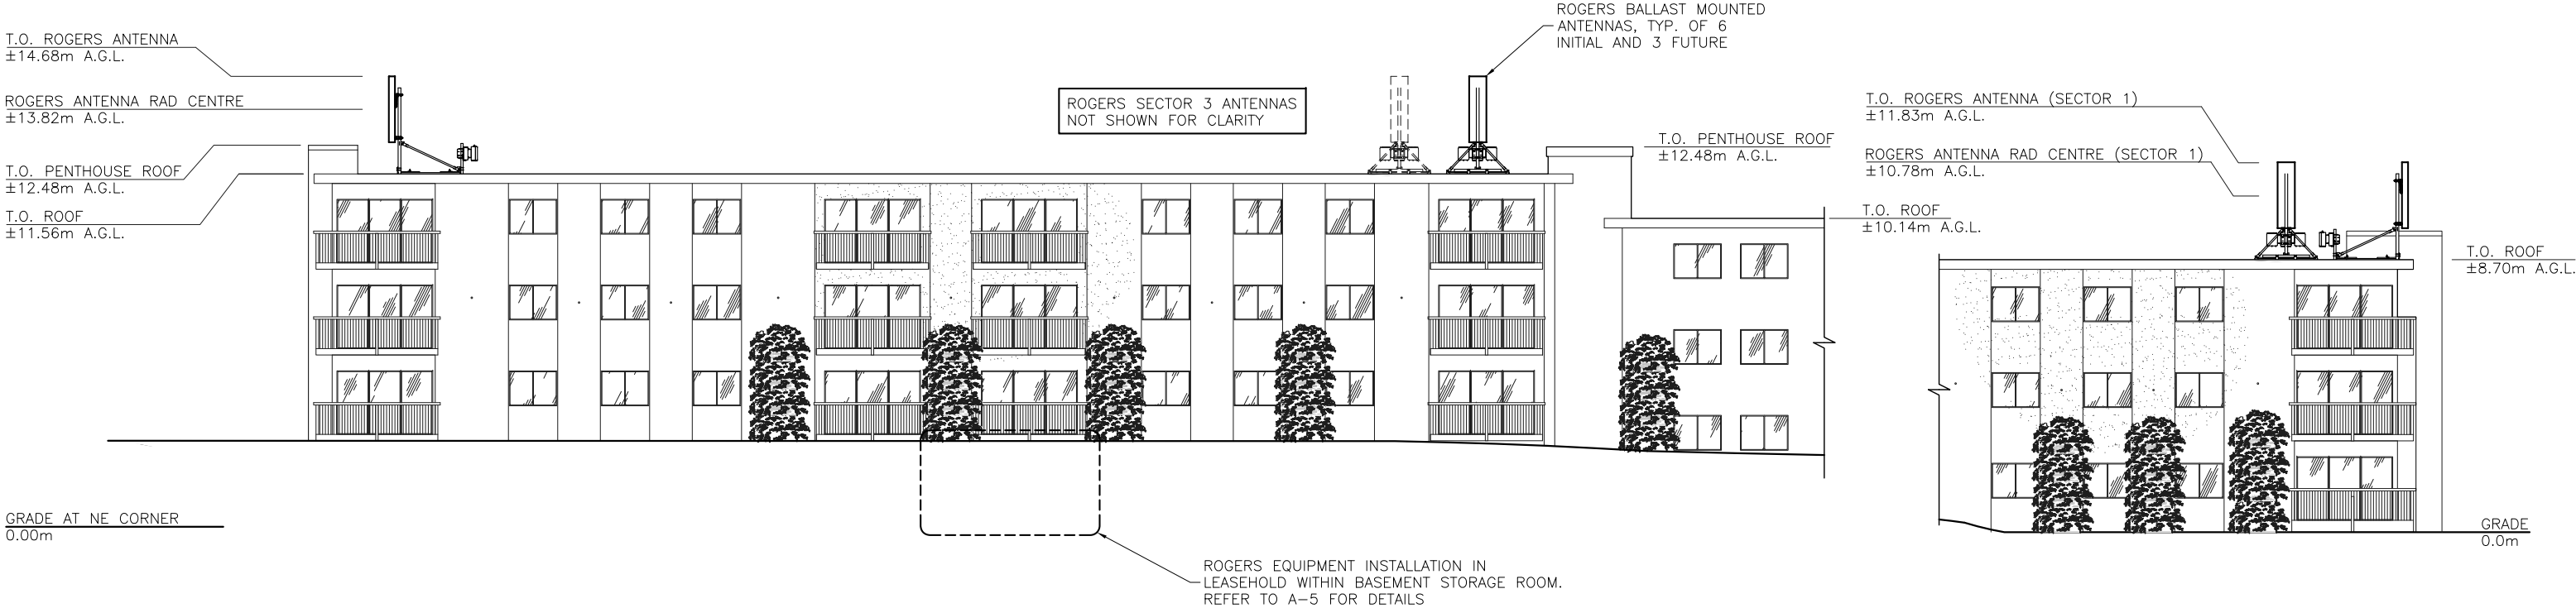 T.O. ROGERS ANTENNA
±14.68m A.G.L.
ROGERS ANTENNA RAD CENTRE
±13.82m A.G.L.
T.O. PENTHOUSE ROOF
±12.48m A.G.L.
T.O. ROOF
±11.56m A.G.L.
GRADE AT NE CORNER
0.00m
ROGERS SECTOR 3 ANTENNAS
NOT SHOWN FOR CLARITY
ROGERS BALLAST MOUNTED
ANTENNAS, TYP. OF 6
INITIAL AND 3 FUTURE
T.O. PENTHOUSE ROOF
±12.48m A.G.L.
T.O. ROOF
±10.14m A.G.L.
ROGERS EQUIPMENT INSTALLATION IN
LEASEHOLD WITHIN BASEMENT STORAGE ROOM.
REFER TO A-5 FOR DETAILS
T.O. ROGERS ANTENNA (SECTOR 1)
±11.83m A.G.L.
ROGERS ANTENNA RAD CENTRE (SECTOR 1)
±10.78m A.G.L.
T.O. ROOF
±8.70m A.G.L.
GRADE
0.0m